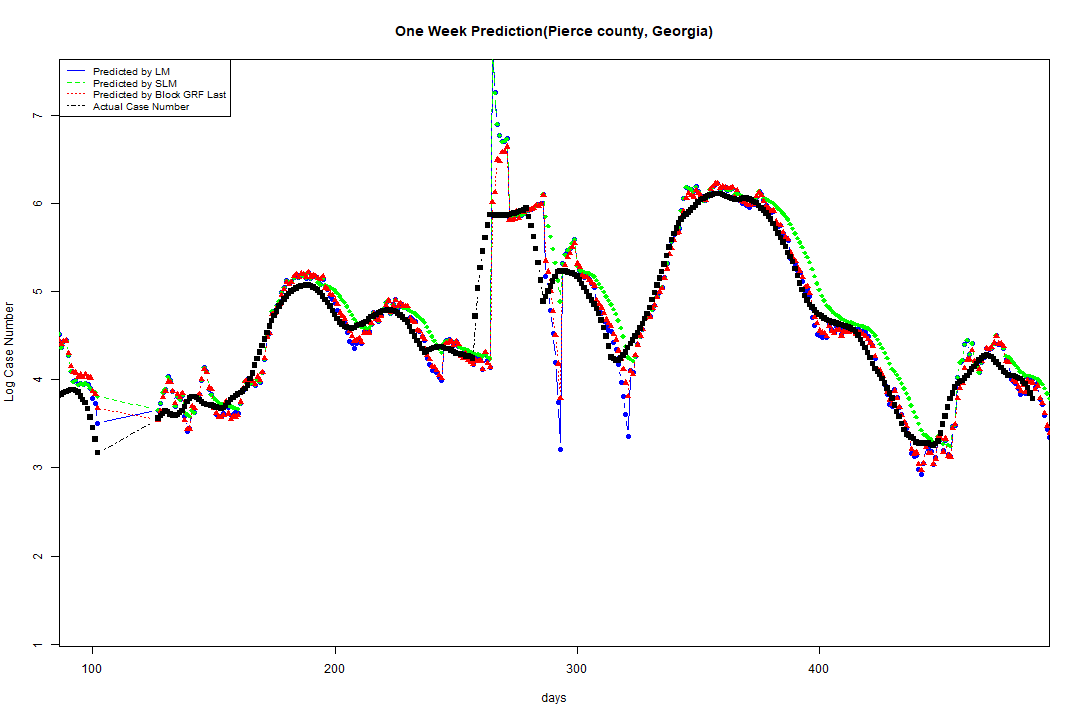 One Week Prediction(Pierce county, Georgia)
Predicted by LM
Predicted by SLM
Predicted by Block GRF Last
Actual Case Number
7
6
5
4
3
2
1
Log Case Number
100 200 300 400
days